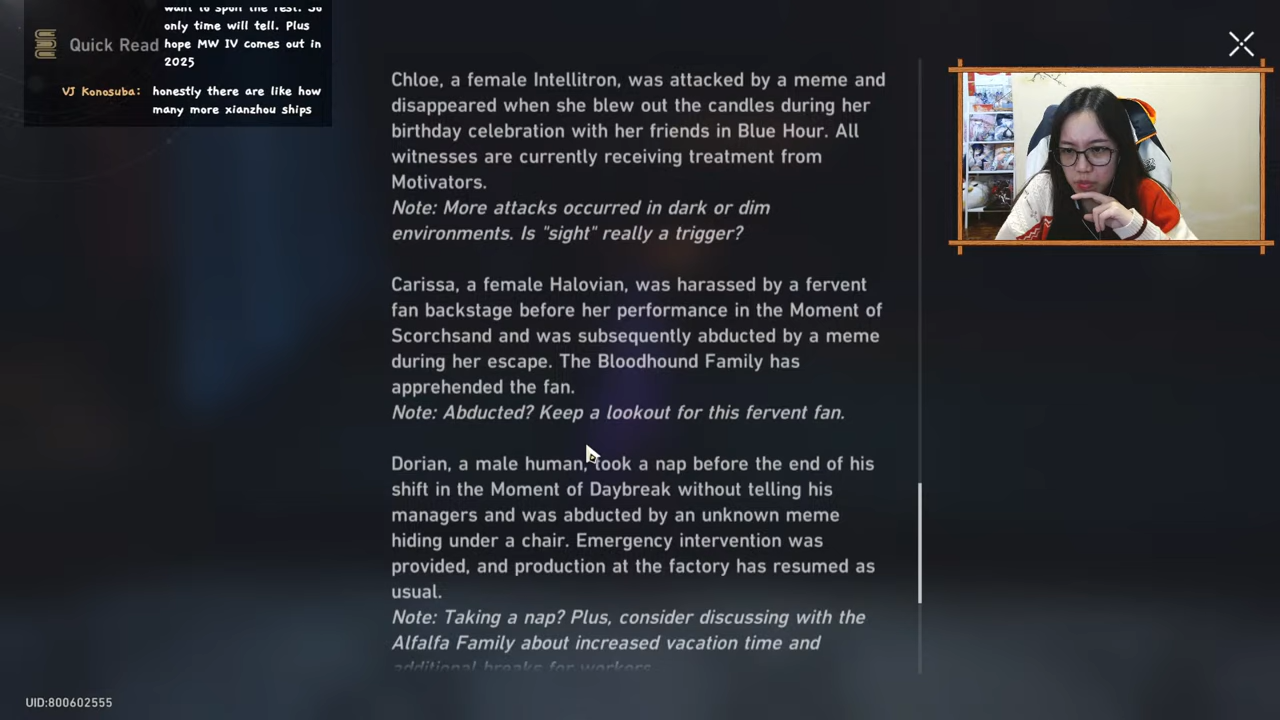 want to spoil the rest. So
only time will tell. Plus
hope MW IV comes out in
2025
VJ Konosuba: honestly there are like how
many more xianzhou ships
Quick Read
Chloe, a female Intellitron, was attacked by a meme and
disappeared when she blew out the candles during her
birthday celebration with her friends in Blue Hour. All
witnesses are currently receiving treatment from
Motivators.
Note: More attacks occurred in dark or dim
environments. Is "sight" really a trigger?
Carissa, a female Halovian, was harassed by a fervent
fan backstage before her performance in the Moment of
Scorchsand and was subsequently abducted by a meme
during her escape. The Bloodhound Family has
apprehended the fan.
Note: Abducted? Keep a lookout for this fervent fan.
Dorian, a male human, took a nap before the end of his
shift in the Moment of Daybreak without telling his
managers and was abducted by an unknown meme
hiding under a chair. Emergency intervention was
provided, and production at the factory has resumed as
usual.
Note: Taking a nap? Plus, consider discussing with the
Alfalfa Family about increased vacation time and
additional breaks for workers.
UID:800602555